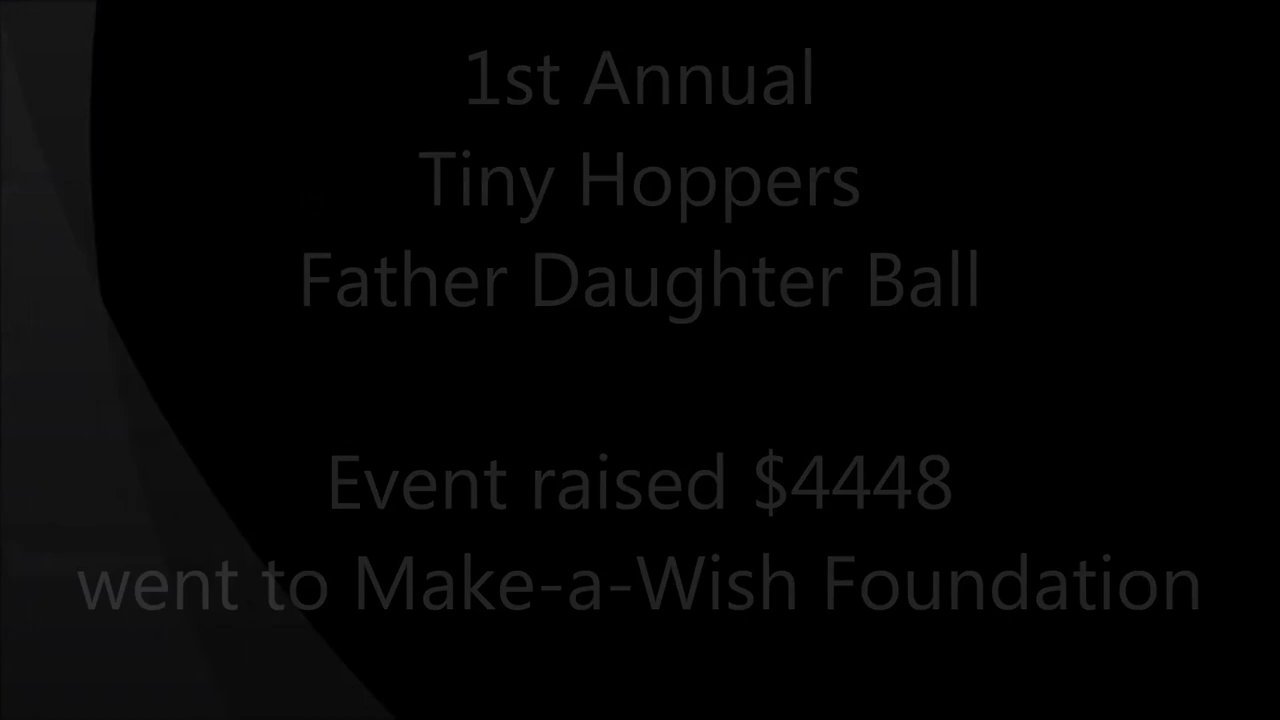 1st Annual
Tiny Hoppers
Father Daughter Ball
Event raised $4448
went to Make-a-Wish Foundation